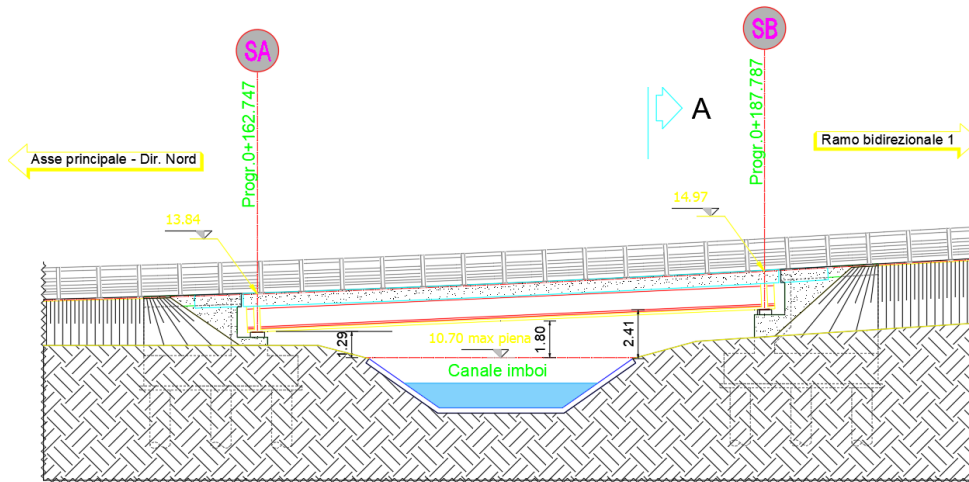 SA
SB
Progr.0+162.747
Progr.0+187.787
A
Asse principale - Dir. Nord
Ramo bidirezionale 1
13.84
14.97
1.29
10.70 max piena
1.80
2.41
Canale imboi